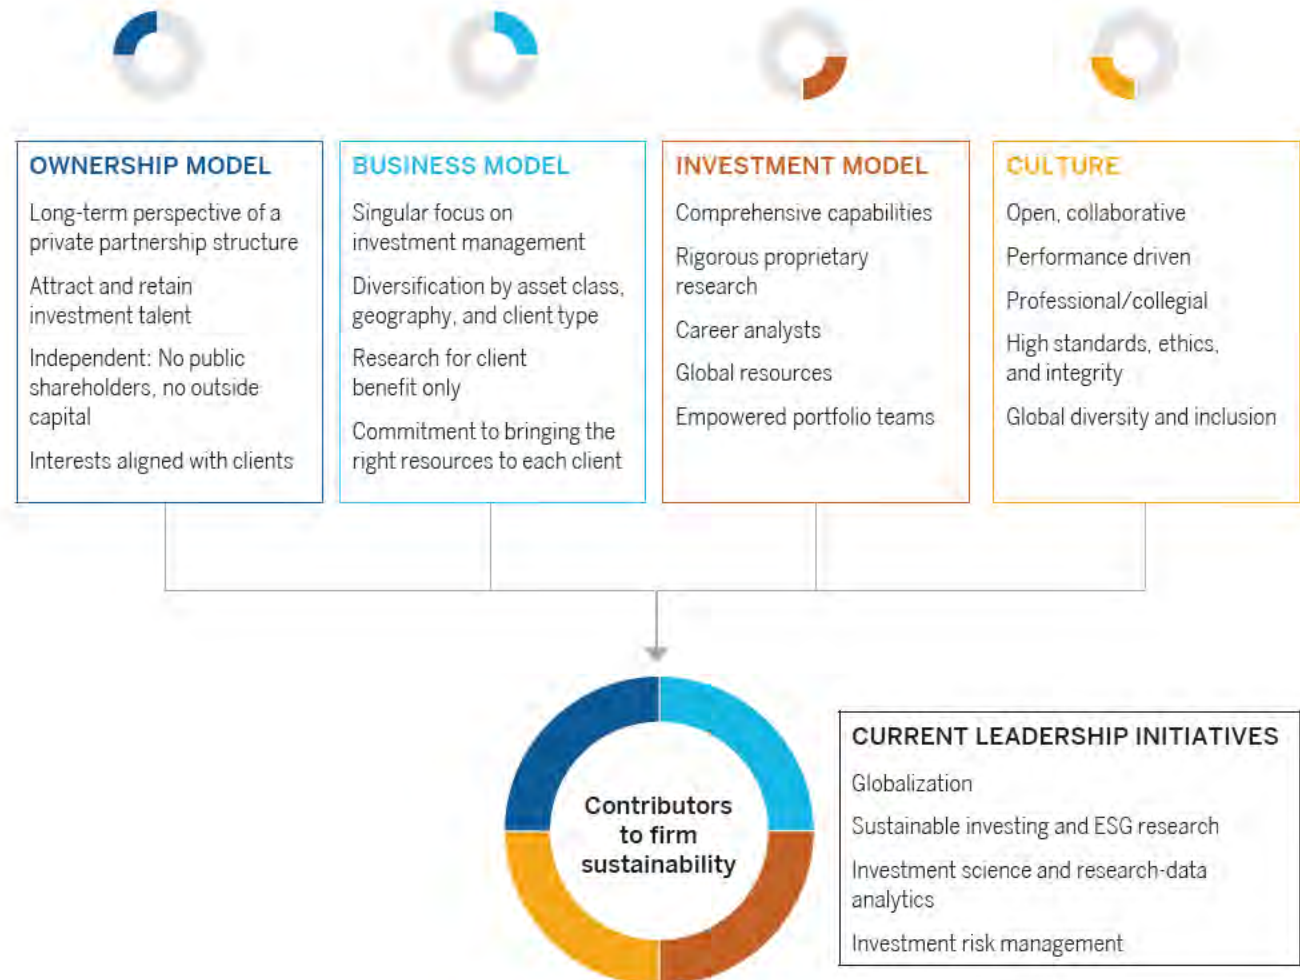 OWNERSHIP MODEL
Long-term perspective of a
private partnership structure
Attract and retain
investment talent
Independent: No public
shareholders, no outside
capital
Interests aligned with clients
BUSINESS MODEL
Singular focus on
investment management
Diversification by asset class,
geography, and client type
Research for client
benefit only
Commitment to bringing the
right resources to each client
INVESTMENT MODEL
Comprehensive capabilities
Rigorous proprietary
research
Career analysts
Global resources
Empowered portfolio teams
CULTURE
Open, collaborative
Performance driven
Professional/collegial
High standards, ethics,
and integrity
Global diversity and inclusion
Contributors
to firm
sustainability
CURRENT LEADERSHIP INITIATIVES
Globalization
Sustainable investing and ESG research
Investment science and research-data
analytics
Investment risk management